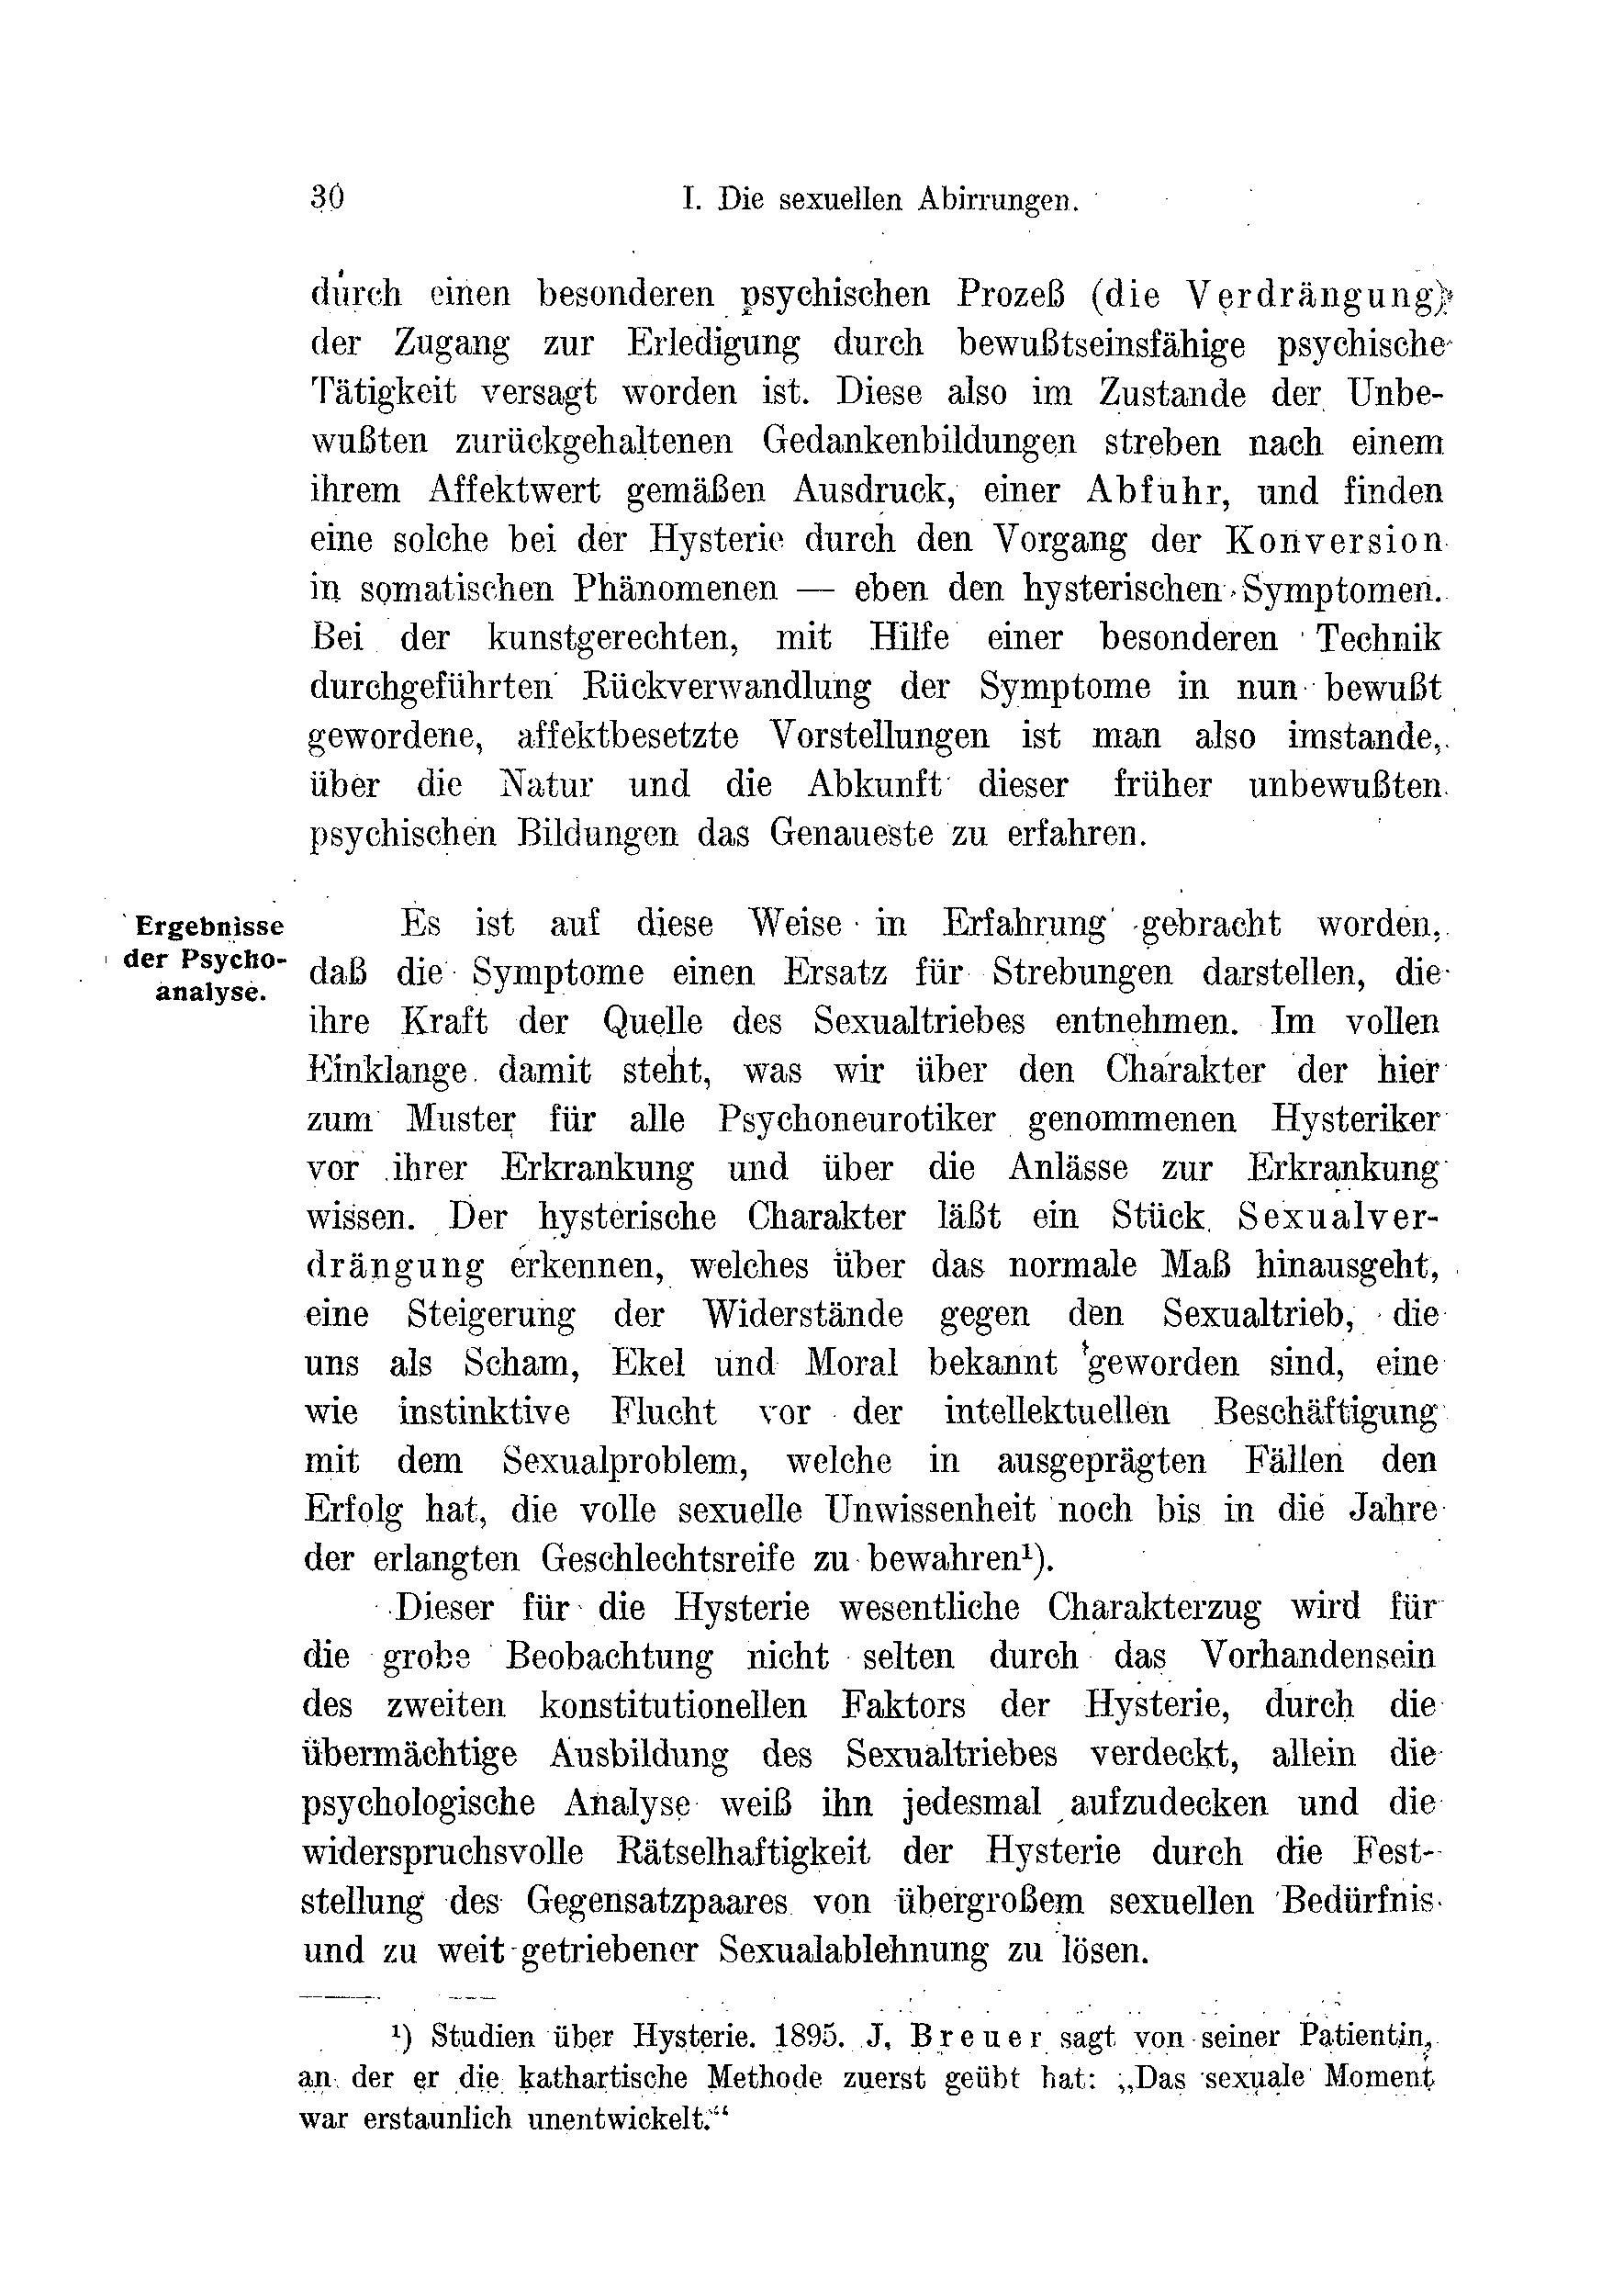 30 I. Die sexuellen Abirrungen.
durch einen besonderen psychischen Prozeß (die Verdrängung)
der Zugang zur Erledigung durch bewußtseinsfähige psychische
Tätigkeit versagt worden ist. Diese also im Zustande der Unbe-
wußten zurückgehaltenen Gedankenbildungen streben nach einem
ihrem Affektwert gemäßen Ausdruck, einer Abfuhr, und finden
eine solche bei der Hysterie durch den Vorgang der Konversion
in somatischen Phänomenen — eben den hysterischen Symptomen.
Bei der kunstgerechten, mit Hilfe einer besonderen Technik
durchgeführten Rückverwandlung der Symptome in nun bewußt
gewordene, affektbesetzte Vorstellungen ist man also imstande,
über die Natur und die Abkunft dieser früher unbewußten
psychischen Bildungen das Genaueste zu erfahren.
Ergebnisse
der Psycho-
analyse.
Es ist auf diese Weise in Erfahrung gebracht worden,
daß die Symptome einen Ersatz für Strebungen darstellen, die
ihre Kraft der Quelle des Sexualtriebes entnehmen. Im vollen
Einklange damit steht, was wir über den Charakter der hier
zum Muster für alle Psychoneurotiker genommenen Hysteriker
vor ihrer Erkrankung und über die Anlässe zur Erkrankung
wissen. Der hysterische Charakter läßt ein Stück Sexualver-
drängung erkennen, welches über das normale Maß hinausgeht,
eine Steigerung der Widerstände gegen den Sexualtrieb, die
uns als Scham, Ekel und Moral bekannt geworden sind, eine
wie instinktive Flucht vor der intellektuellen Beschäftigung
mit dem Sexualproblem, welche in ausgeprägten Fällen den
Erfolg hat, die volle sexuelle Unwissenheit noch bis in die Jahre
der erlangten Geschlechtsreife zu bewahren¹).
Dieser für die Hysterie wesentliche Charakterzug wird für
die grobe Beobachtung nicht selten durch das Vorhandensein
des zweiten konstitutionellen Faktors der Hysterie, durch die
übermächtige Ausbildung des Sexualtriebes verdeckt, allein die
psychologische Analyse weiß ihn jedesmal aufzudecken und die
widerspruchsvolle Rätselhaftigkeit der Hysterie durch die Fest-
stellung des Gegensatzpaares von übergroßem sexuellen Bedürfnis
und zu weit getriebener Sexualablehnung zu lösen.
¹) Studien über Hysterie. 1895. J. Breuer sagt von seiner Patientin,
an der er die kathartische Methode zuerst geübt hat: „Das sexuale Moment
war erstaunlich unentwickelt.“